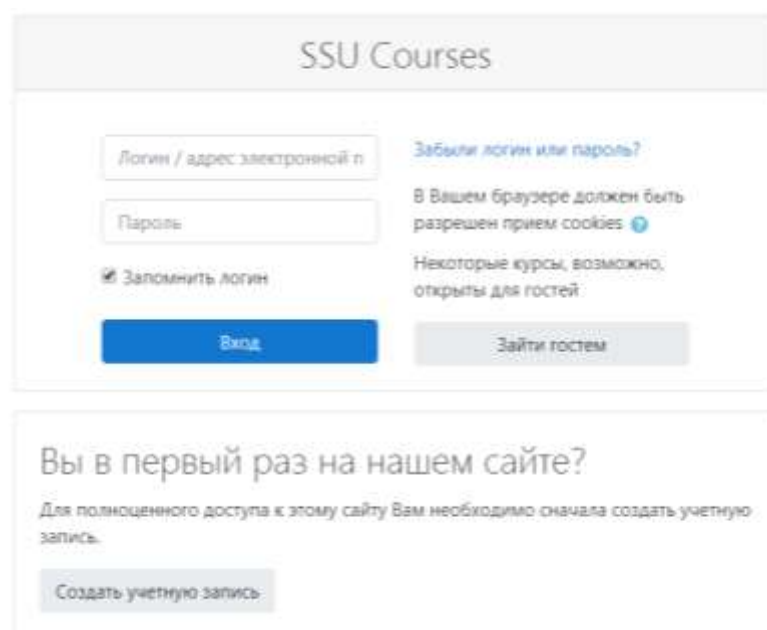 SSU Courses
Логин / адрес электронной п
Пароль
Запомнить логин
Вход
Забыли логин или пароль?
В Вашем браузере должен быть
разрешен прием cookies
Некоторые курсы, возможно,
открыты для гостей
Зайти гостем
Вы в первый раз на нашем сайте?
Для полноценного доступа к этому сайту Вам необходимо сначала создать учетную
запись.
Создать учетную запись